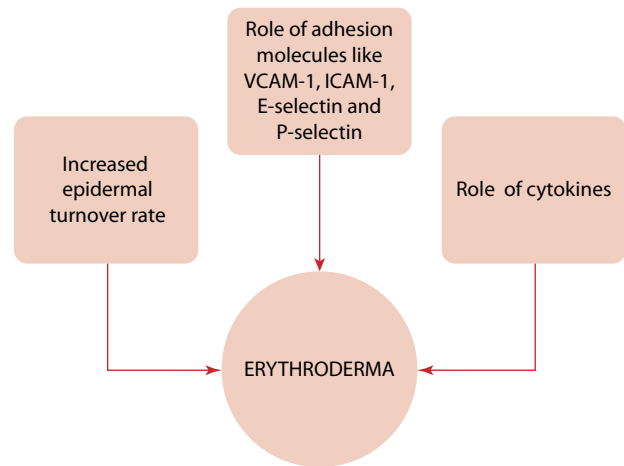 Role of adhesion
molecules like
VCAM-1, ICAM-1,
E-selectin and
P-selectin
Increased
epidermal
turnover rate
Role of cytokines
ERYTHRODERMA